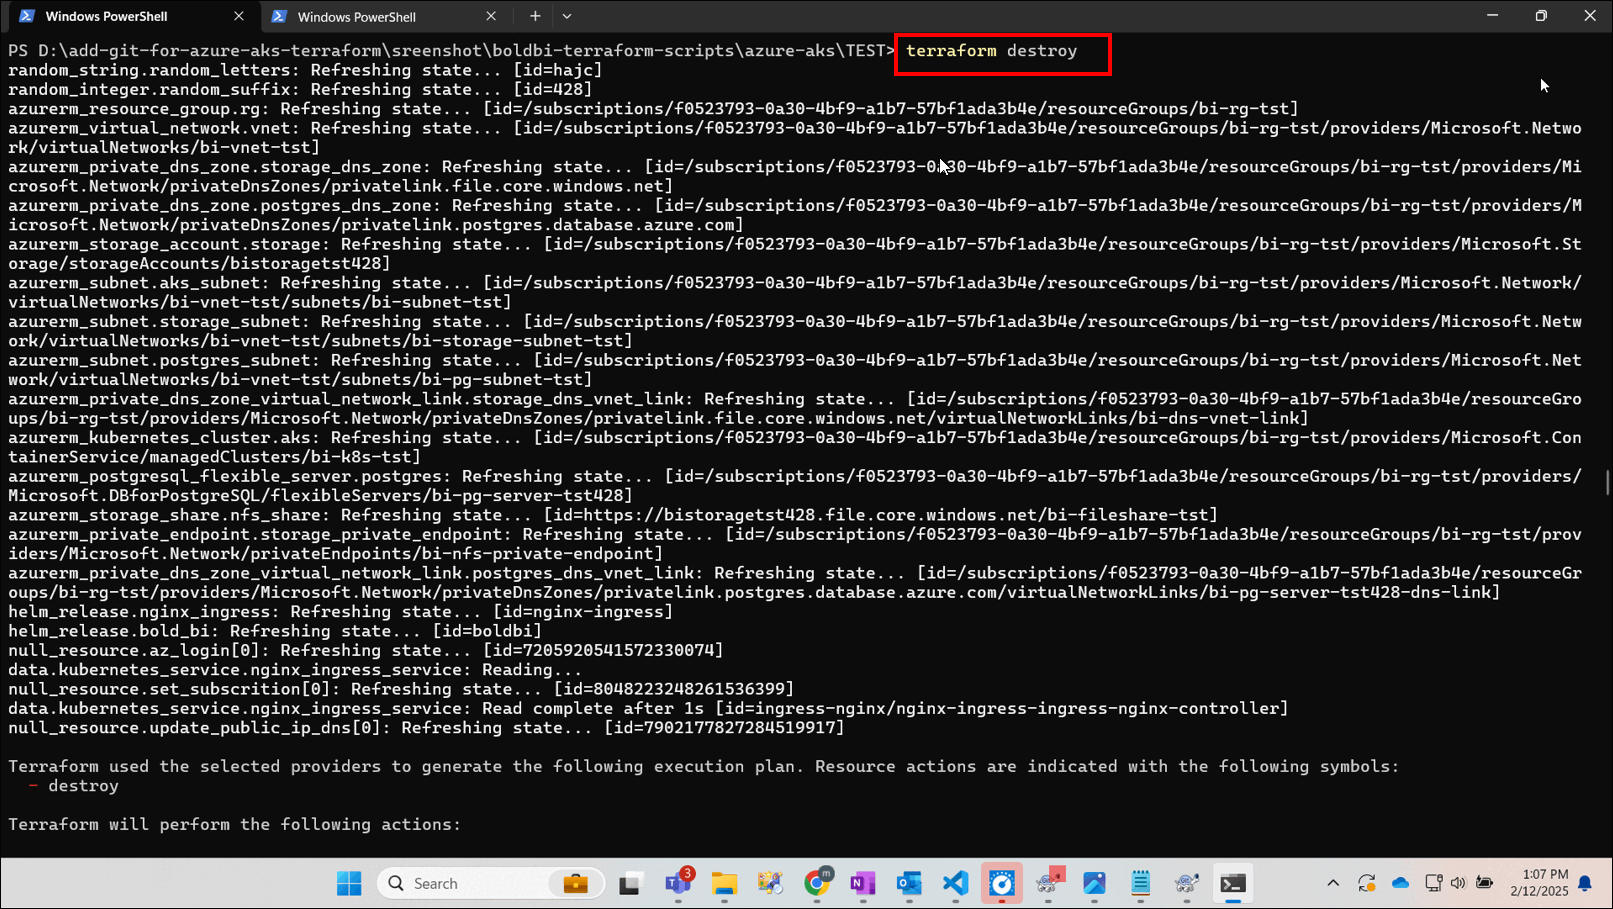 Windows PowerShell
Windows PowerShell
PS D:\add-git-for-azure-aks-terraform\sreenshot\boldbi-terraform-scripts\azure-aks\TEST> terraform destroy
random_string.random_letters: Refreshing state... [id=hajc]
random_integer.random_suffix: Refreshing state... [id=428]
azurerm_resource_group.rg: Refreshing state... [id=/subscriptions/f0523793-0a30-4bf9-a1b7-57bf1ada3b4e/resourceGroups/bi-rg-tst]
azurerm_virtual_network.vnet: Refreshing state... [id=/subscriptions/f0523793-0a30-4bf9-a1b7-57bf1ada3b4e/resourceGroups/bi-rg-tst/providers/Microsoft.Netwo
rk/virtualNetworks/bi-vnet-tst]
azurerm_private_dns_zone.storage_dns_zone: Refreshing state... [id=/subscriptions/f0523793-0a30-4bf9-a1b7-57bf1ada3b4e/resourceGroups/bi-rg-tst/providers/Mi
crosoft.Network/privateDnsZones/privatelink.file.core.windows.net]
azurerm_private_dns_zone.postgres_dns_zone: Refreshing state... [id=/subscriptions/f0523793-0a30-4bf9-a1b7-57bf1ada3b4e/resourceGroups/bi-rg-tst/providers/M
icrosoft.Network/privateDnsZones/privatelink.postgres.database.azure.com]
azurerm_storage_account.storage: Refreshing state... [id=/subscriptions/f0523793-0a30-4bf9-a1b7-57bf1ada3b4e/resourceGroups/bi-rg-tst/providers/Microsoft.St
orage/storageAccounts/bistoragetst428]
azurerm_subnet.aks_subnet: Refreshing state... [id=/subscriptions/f0523793-0a30-4bf9-a1b7-57bf1ada3b4e/resourceGroups/bi-rg-tst/providers/Microsoft.Network/
virtualNetworks/bi-vnet-tst/subnets/bi-subnet-tst]
azurerm_subnet.storage_subnet: Refreshing state... [id=/subscriptions/f0523793-0a30-4bf9-a1b7-57bf1ada3b4e/resourceGroups/bi-rg-tst/providers/Microsoft.Netw
ork/virtualNetworks/bi-vnet-tst/subnets/bi-storage-subnet-tst]
azurerm_subnet.postgres_subnet: Refreshing state... [id=/subscriptions/f0523793-0a30-4bf9-a1b7-57bf1ada3b4e/resourceGroups/bi-rg-tst/providers/Microsoft.Net
work/virtualNetworks/bi-vnet-tst/subnets/bi-pg-subnet-tst]
azurerm_private_dns_zone_virtual_network_link.storage_dns_vnet_link: Refreshing state... [id=/subscriptions/f0523793-0a30-4bf9-a1b7-57bf1ada3b4e/resourceGro
ups/bi-rg-tst/providers/Microsoft.Network/privateDnsZones/privatelink.file.core.windows.net/virtualNetworkLinks/bi-dns-vnet-link]
azurerm_kubernetes_cluster.aks: Refreshing state... [id=/subscriptions/f0523793-0a30-4bf9-a1b7-57bf1ada3b4e/resourceGroups/bi-rg-tst/providers/Microsoft.Con
tainerService/managedClusters/bi-k8s-tst]
azurerm_postgresql_flexible_server.postgres: Refreshing state... [id=/subscriptions/f0523793-0a30-4bf9-a1b7-57bf1ada3b4e/resourceGroups/bi-rg-tst/providers/
Microsoft.DBforPostgreSQL/flexibleServers/bi-pg-server-tst428]
azurerm_storage_share.nfs_share: Refreshing state... [id=https://bistoragetst428.file.core.windows.net/bi-fileshare-tst]
azurerm_private_endpoint.storage_private_endpoint: Refreshing state... [id=/subscriptions/f0523793-0a30-4bf9-a1b7-57bf1ada3b4e/resourceGroups/bi-rg-tst/prov
iders/Microsoft.Network/privateEndpoints/bi-nfs-private-endpoint]
azurerm_private_dns_zone_virtual_network_link.postgres_dns_vnet_link: Refreshing state... [id=/subscriptions/f0523793-0a30-4bf9-a1b7-57bf1ada3b4e/resourceGr
oups/bi-rg-tst/providers/Microsoft.Network/privateDnsZones/privatelink.postgres.database.azure.com/virtualNetworkLinks/bi-pg-server-tst428-dns-link]
helm_release.nginx_ingress: Refreshing state... [id=nginx-ingress]
helm_release.bold_bi: Refreshing state... [id=boldbi]
null_resource.az_login[0]: Refreshing state... [id=7205920541572330074]
data.kubernetes_service.nginx_ingress_service: Reading...
null_resource.set_subscrition[0]: Refreshing state... [id=8048223248261536399]
data.kubernetes_service.nginx_ingress_service: Read complete after 1s [id=ingress-nginx/nginx-ingress-ingress-nginx-controller]
null_resource.update_public_ip_dns[0]: Refreshing state... [id=7902177827284519917]
Terraform used the selected providers to generate the following execution plan. Resource actions are indicated with the following symbols:
- destroy
Terraform will perform the following actions:
Search
3
m
1:07 PM
2/12/2025